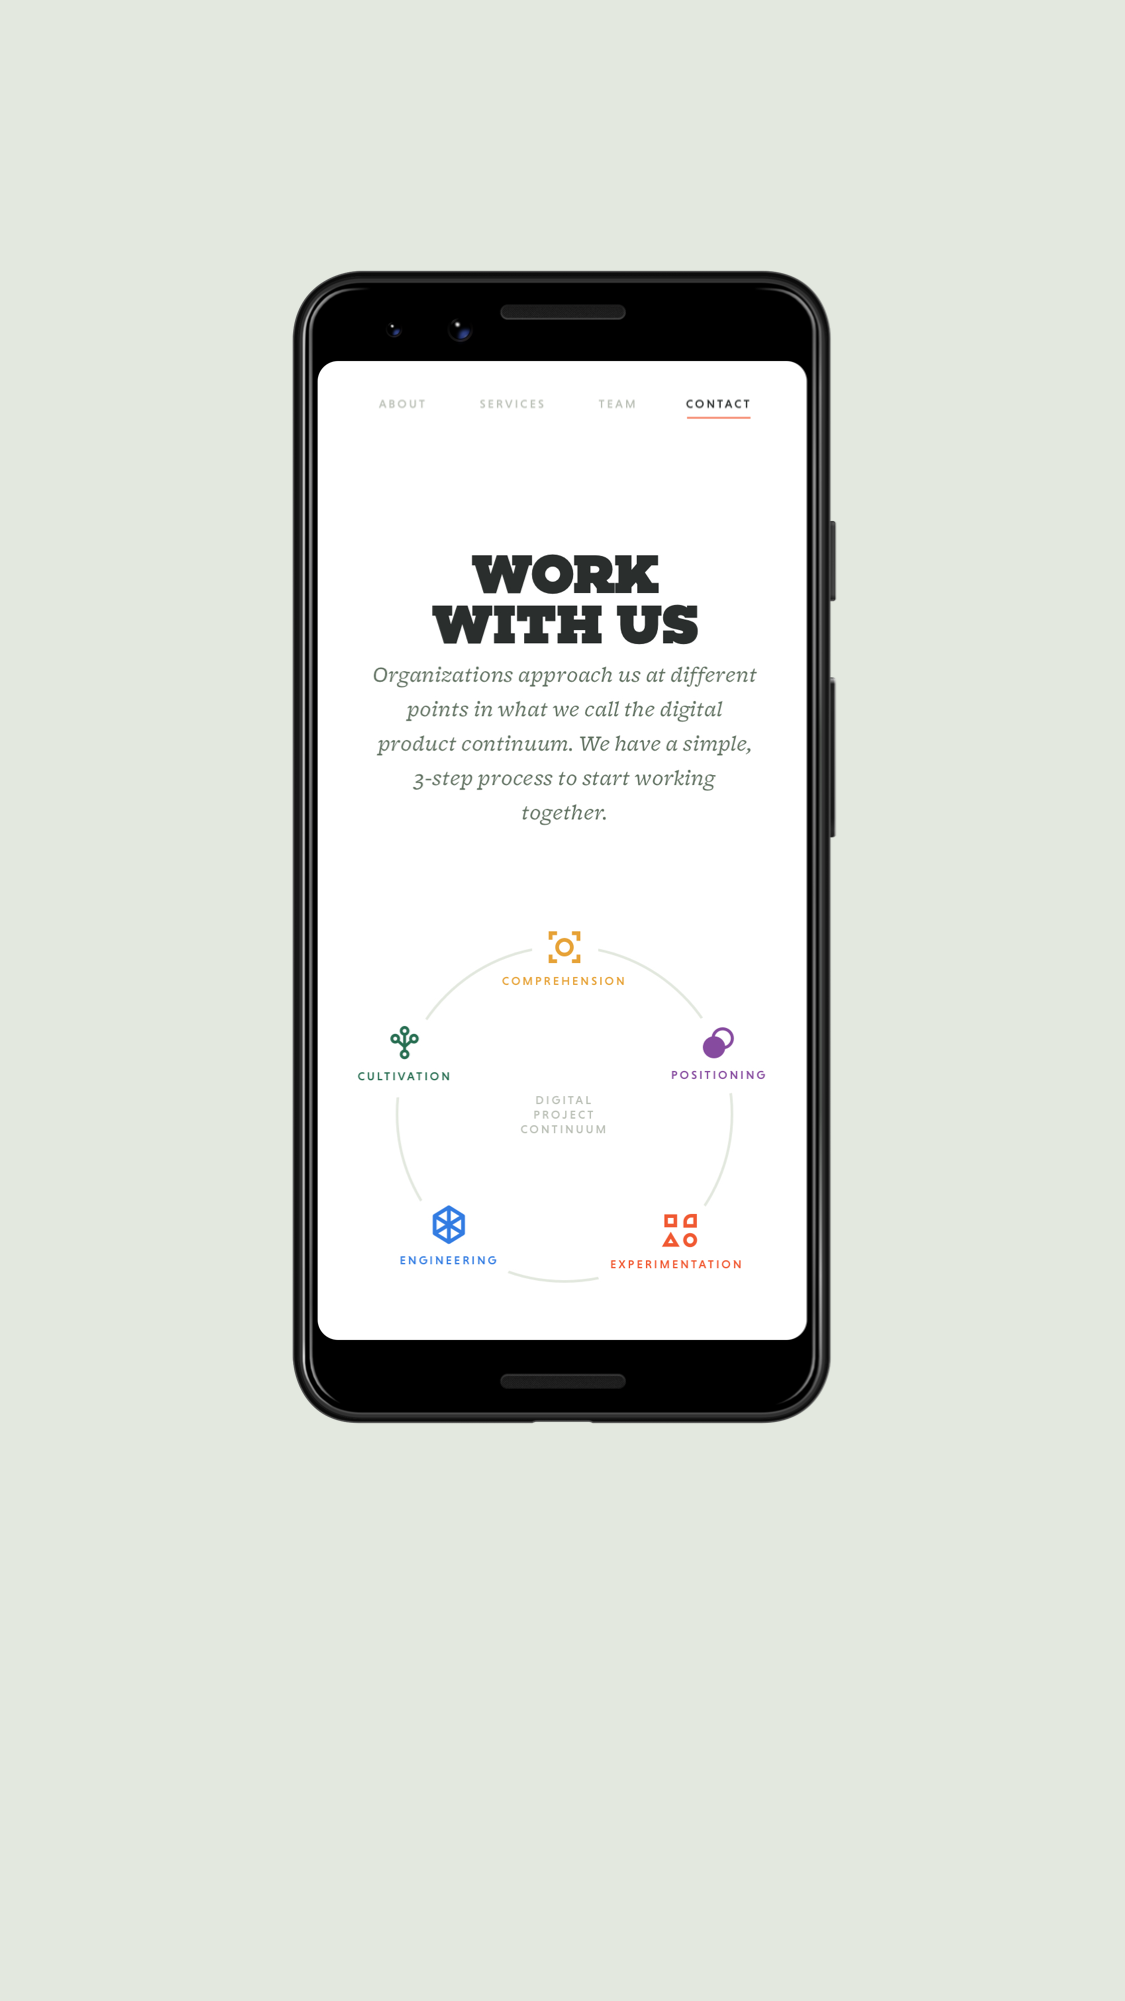 ABOUT SERVICES TEAM CONTACT
WORK
WITH US
Organizations approach us at different
points in what we call the digital
product continuum. We have a simple,
3-step process to start working
together.
COMPREHENSION
CULTIVATION
POSITIONING
DIGITAL
PROJECT
CONTINUUM
ENGINEERING
EXPERIMENTATION